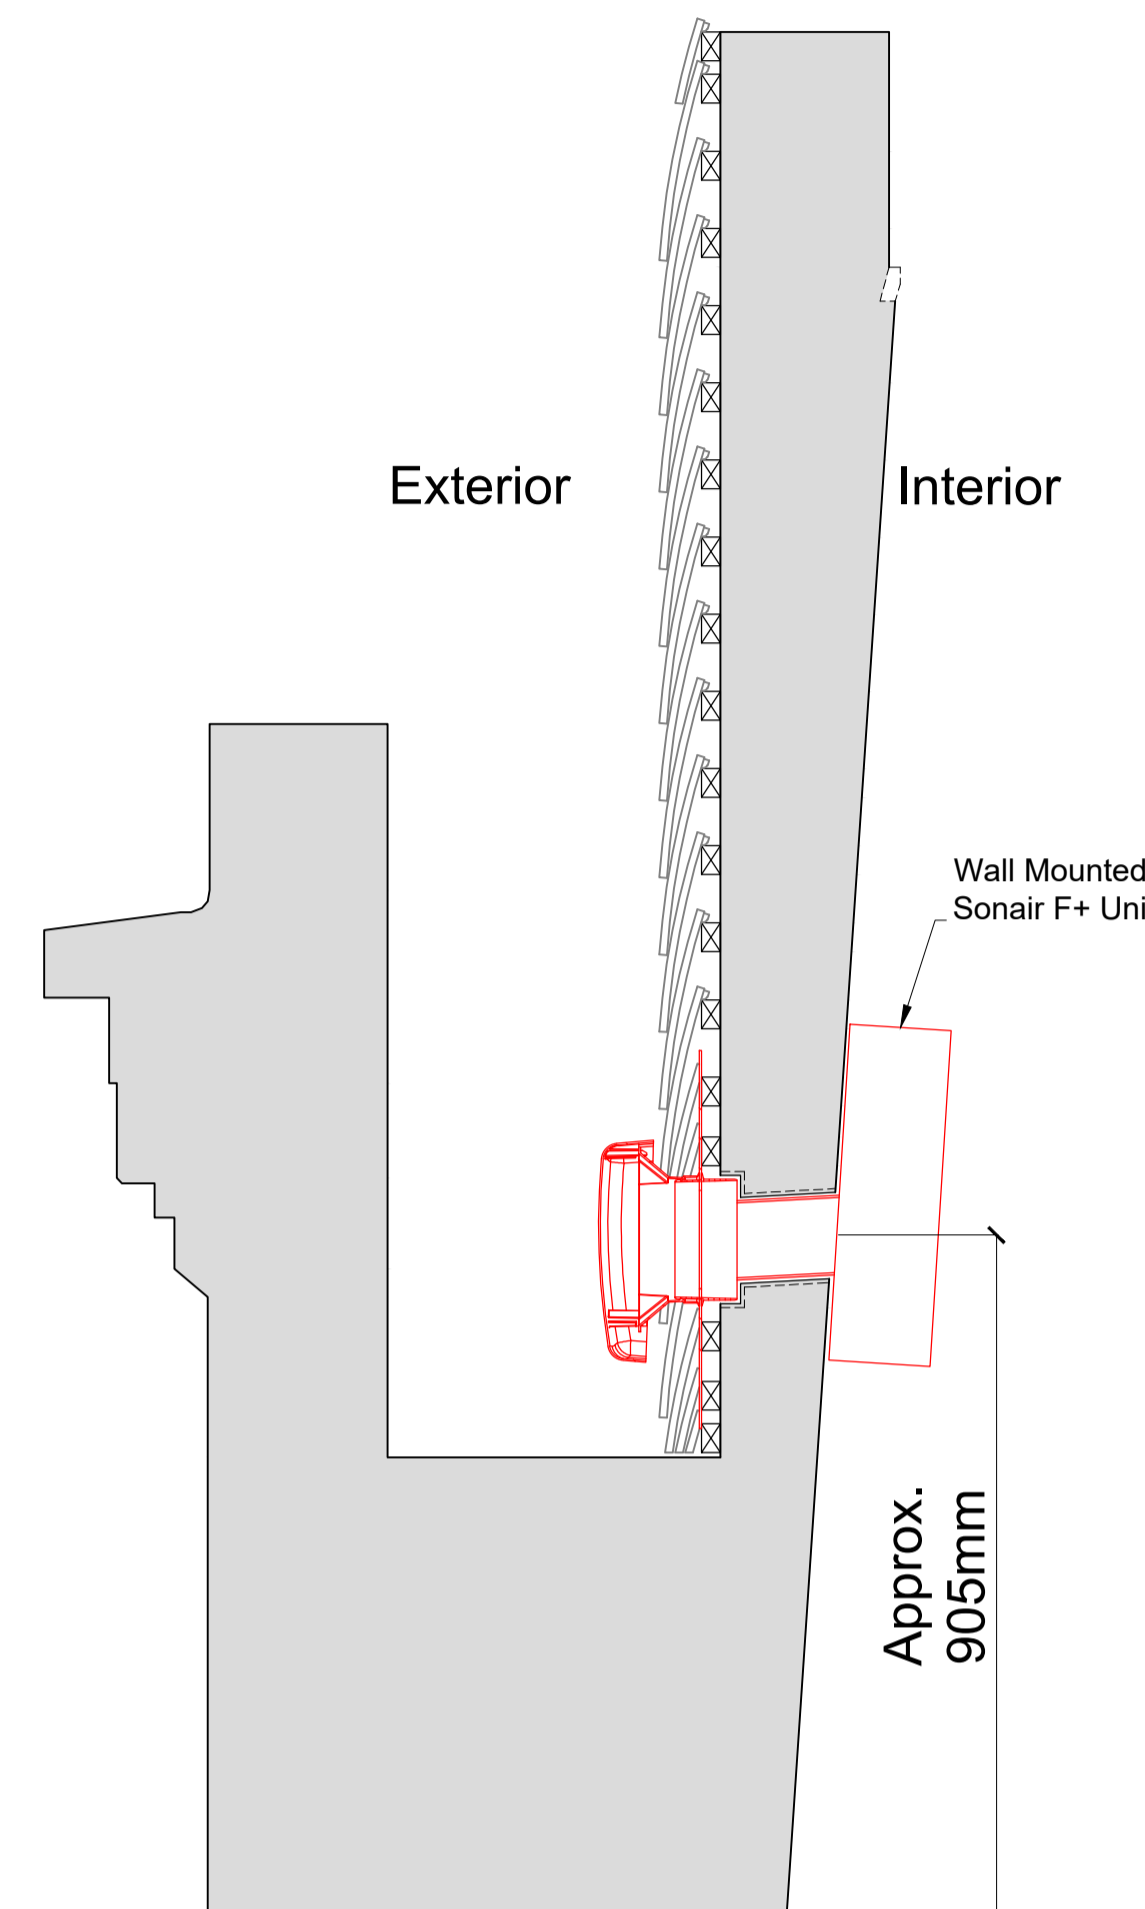 Exterior
Interior
Wall Mounted
Sonair F+ Uni
Approx.
905mm